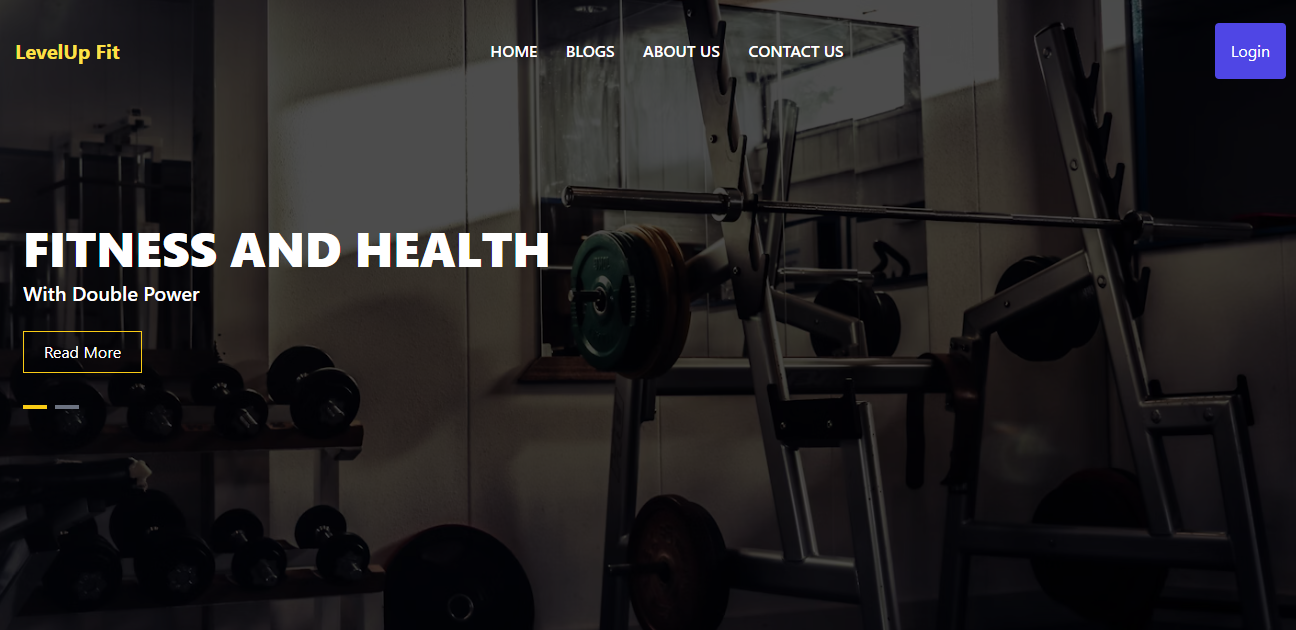 LevelUp Fit
HOME BLOGS ABOUT US CONTACT US
Login
FITNESS AND HEALTH
With Double Power
Read More